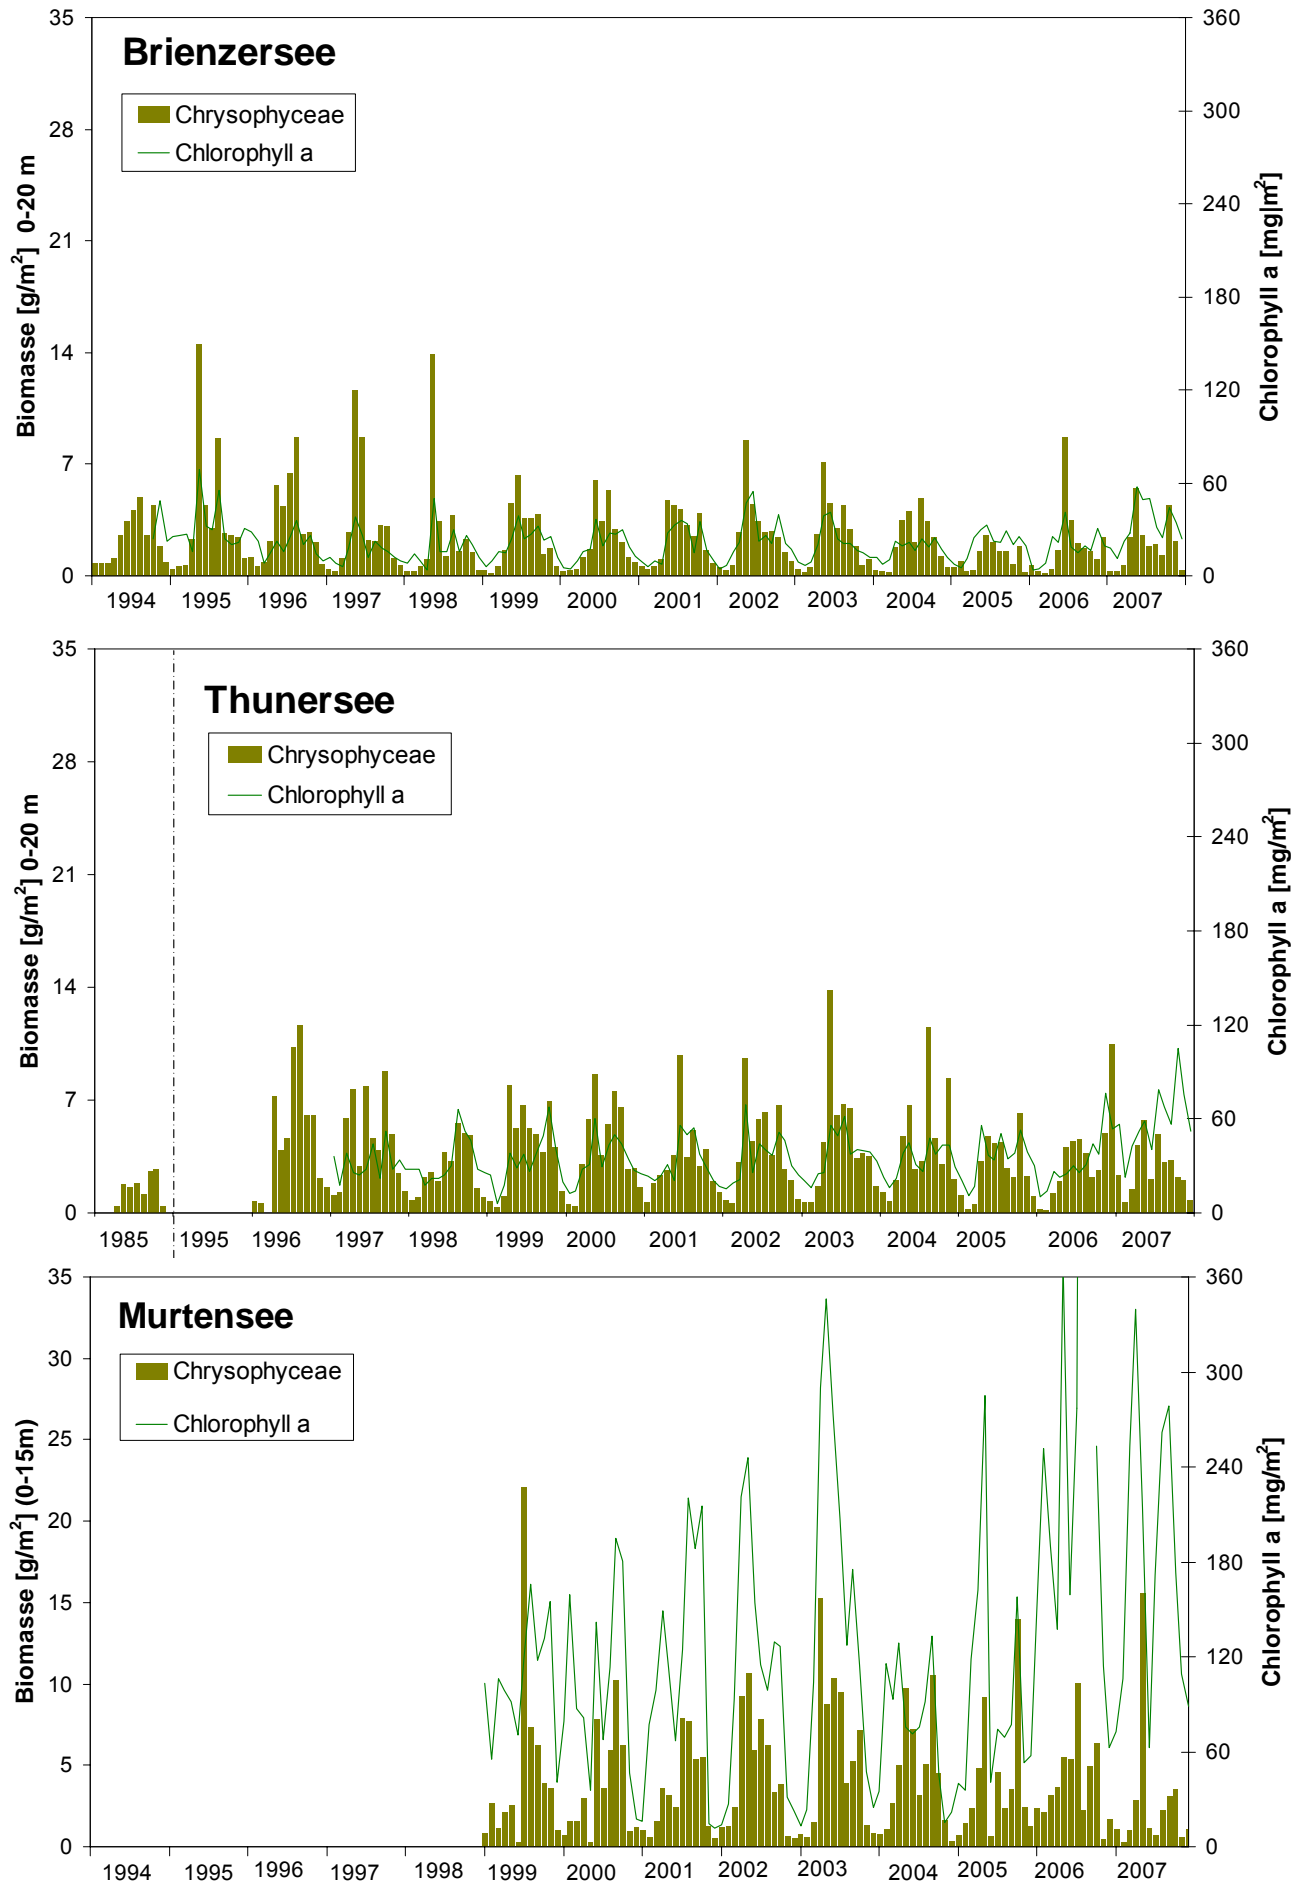 Brienzersee
Chrysophyceae
Chlorophyll a
Biomasse [g/m²] 0-20 m
35
28
21
14
7
0
Chlorophyll a [mg|m²]
360
300
240
180
120
60
0
1994 1995 1996 1997 1998 1999 2000 2001 2002 2003 2004 2005 2006 2007
Thunersee
Chrysophyceae
Chlorophyll a
Biomasse [g/m²] 0-20 m
35
28
21
14
7
0
Chlorophyll a [mg/m²]
360
300
240
180
120
60
0
1985 1995 1996 1997 1998 1999 2000 2001 2002 2003 2004 2005 2006 2007
Murtensee
Chrysophyceae
Chlorophyll a
Biomasse [g/m²] (0-15m)
35
30
25
20
15
10
5
0
Chlorophyll a [mg/m²]
360
300
240
180
120
60
0
1994 1995 1996 1997 1998 1999 2000 2001 2002 2003 2004 2005 2006 2007